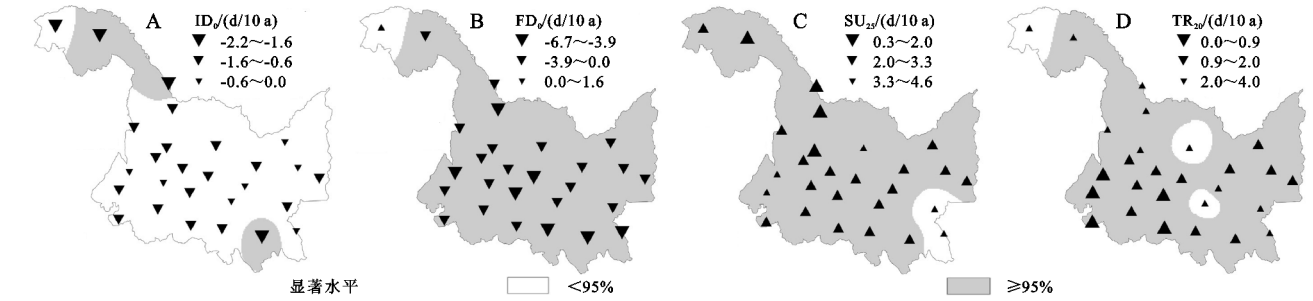 A ID₀/(d/10 a)
-2.2～-1.6
-1.6～-0.6
-0.6～0.0
B FD₀/(d/10 a)
-6.7～-3.9
-3.9～0.0
0.0～1.6
C SU₂₅/(d/10 a)
0.3～2.0
2.0～3.3
3.3～4.6
D TR₂₀/(d/10 a)
0.0～0.9
0.9～2.0
2.0～4.0
显著水平 <95% ≥95%